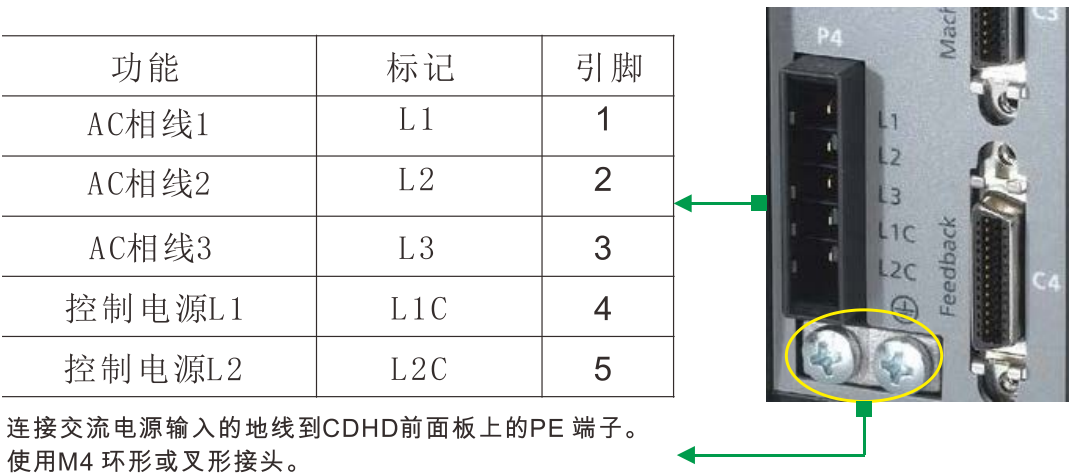 功能 标记 引脚
AC相线1 L1 1
AC相线2 L2 2
AC相线3 L3 3
控制电源L1 L1C 4
控制电源L2 L2C 5
连接交流电源输入的地线到CDHD前面板上的PE 端子。
使用M4 环形或叉形接头。
P4
L1
L2
L3
L1C
L2C
Mach
C3
Feedback
C4